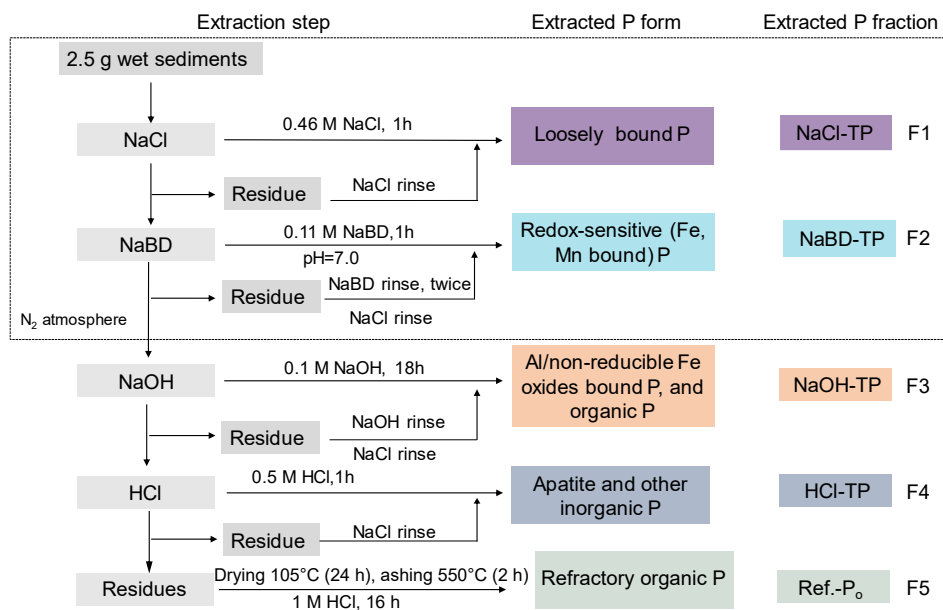 Extraction step
Extracted P form
Extracted P fraction
2.5 g wet sediments
NaCl
0.46 M NaCl, 1h
Loosely bound P
NaCl-TP
F1
Residue
NaCl rinse
NaBD
0.11 M NaBD,1h
pH=7.0
Redox-sensitive (Fe,
Mn bound) P
NaBD-TP
F2
Residue
NaBD rinse, twice
NaCl rinse
N₂ atmosphere
NaOH
0.1 M NaOH, 18h
Al/non-reducible Fe
oxides bound P, and
organic P
NaOH-TP
F3
Residue
NaOH rinse
NaCl rinse
HCl
0.5 M HCl,1h
Apatite and other
inorganic P
HCl-TP
F4
Residue
NaCl rinse
Residues
Drying 105°C (24 h), ashing 550°C (2 h)
1 M HCl, 16 h
Refractory organic P
Ref.-Pₒ
F5